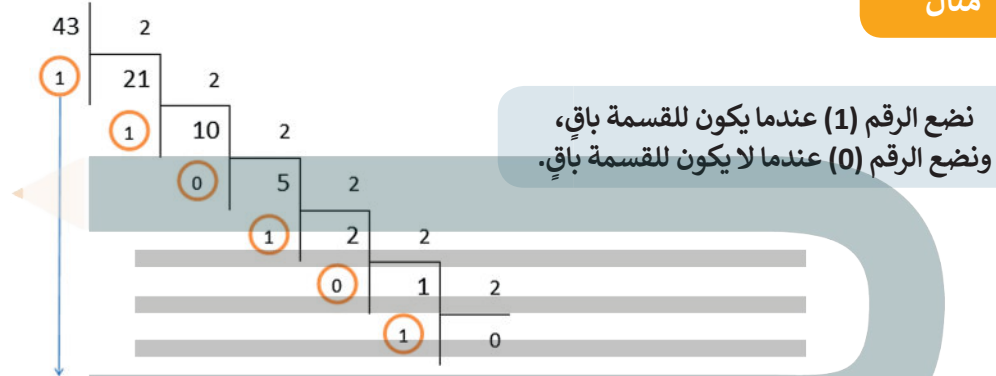 مثال
43 2
1 21 2
نضع الرقم (1) عندما يكون للقسمة باقٍ،
ونضع الرقم (0) عندما لا يكون للقسمة باقٍ.
1 10 2
0 5 2
1 2 2
0 1 2
1 0